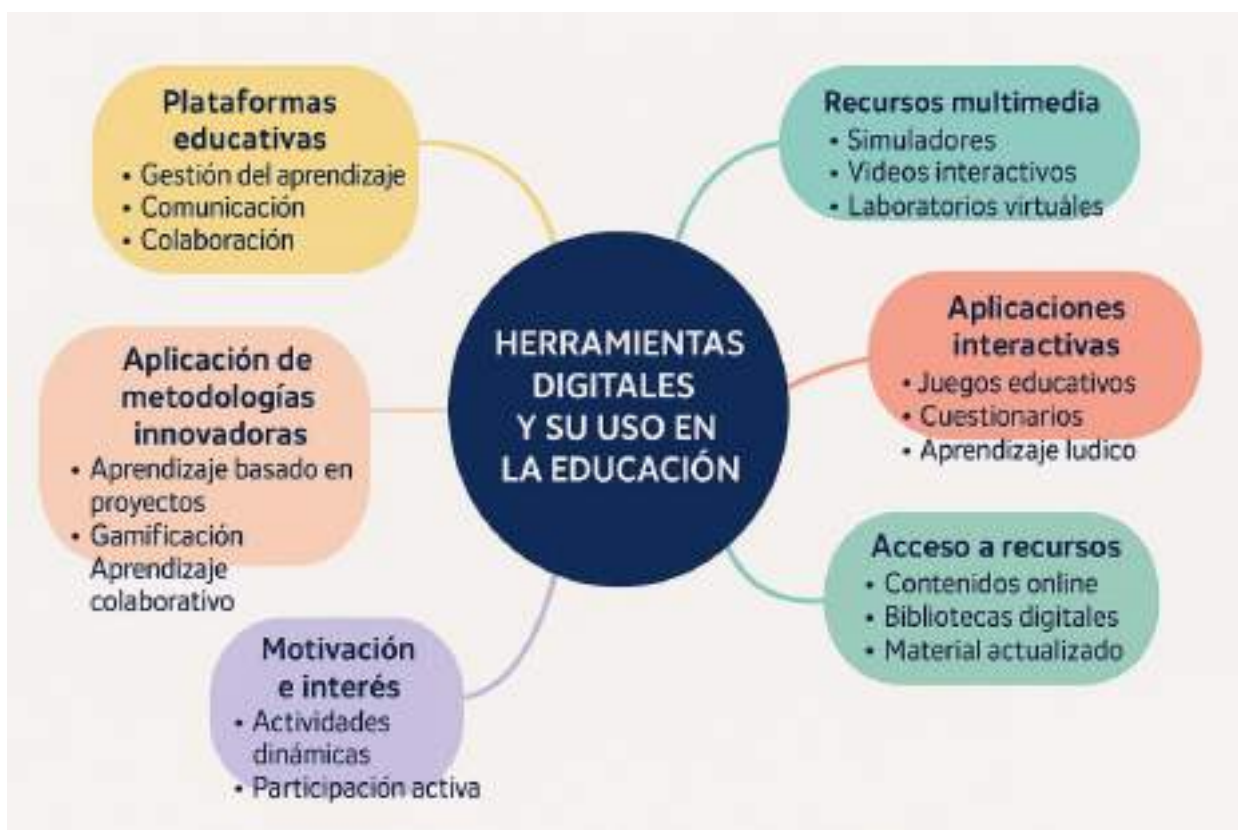 Plataformas
educativas
• Gestión del aprendizaje
• Comunicación
• Colaboración
Aplicación de
metodologías
innovadoras
• Aprendizaje basado en
proyectos
• Gamificación
Aprendizaje
colaborativo
Motivación
e interés
• Actividades
dinámicas
• Participación activa
HERRAMIENTAS
DIGITALES
Y SU USO EN
LA EDUCACIÓN
Recursos multimedia
• Simuladores
• Videos interactivos
• Laboratorios virtuáles
Aplicaciones
interactivas
• Juegos educativos
• Cuestionarios
• Aprendizaje ludico
Acceso a recursos
• Contenidos online
• Bibliotecas digitales
• Material actualizado